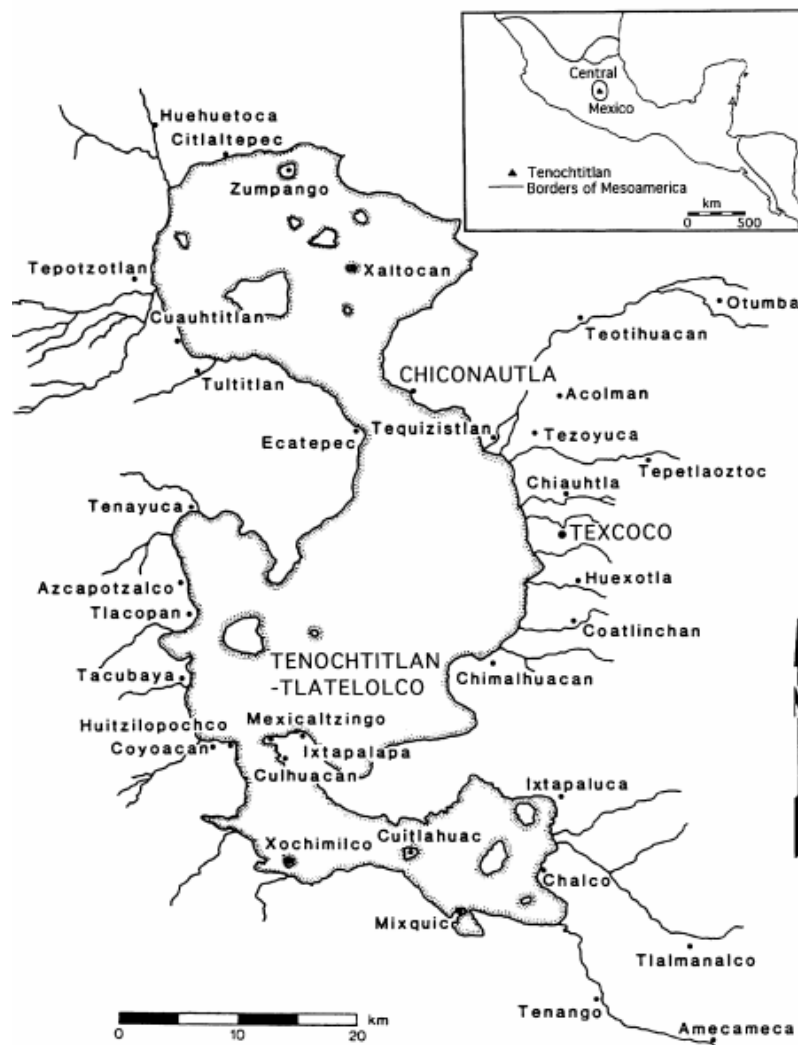 Central
Mexico
Tenochtitlan
Borders of Mesoamerica
km
0 500
Huehuetoca
Citlaltepec
Zumpango
Tepotzotlan
Xaltocan
Otumba
Cuauhtitlan
Teotihuacan
Tultitlan
CHICONAUTLA
Acolman
Ecatepec
Tequizistlan
Tezoyuca
Tepetlaoztoc
Chiauhtla
Tenayuca
TEXCOCO
Azcapotzalco
Huexotla
Tlacopan
Coatlinchan
TENOCHTITLAN
-TLATELOLCO
Tacubaya
Chimalhuacan
Huitzilopochco
Mexicaltzingo
Coyoacan
Ixtapalapa
Culhuacan
Ixtapaluca
Xochimilco
Cuitlahuac
Chalco
Mixquic
Tlalmanalco
Tenango
Amecameca
0 10 20 km